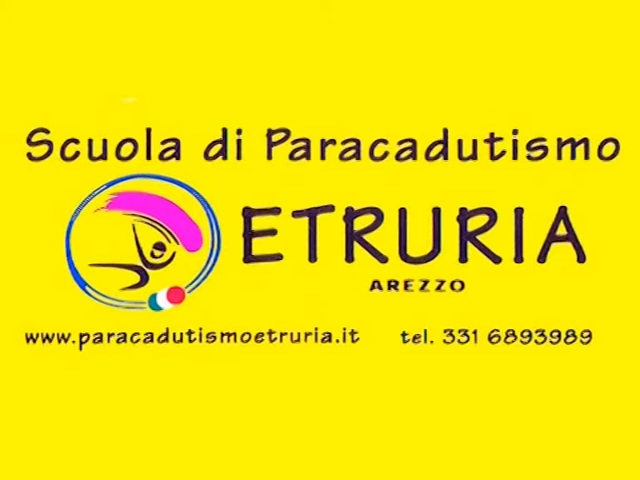 Scuola di Paracadutismo
ETRURIA
AREZZO
www.paracadutismoetruria.it tel. 331 6893989